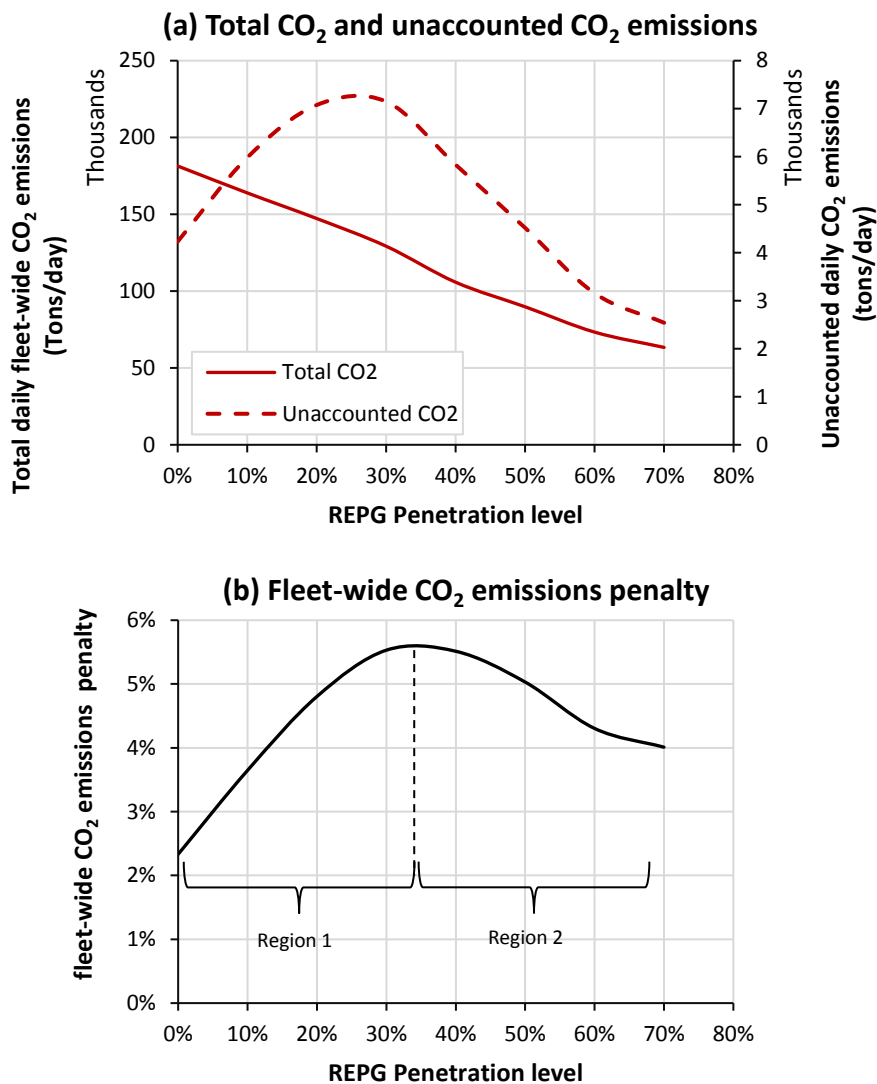 (a) Total CO₂ and unaccounted CO₂ emissions
Total daily fleet-wide CO₂ emissions
(Tons/day)
Thousands
250
200
150
100
50
0
8
7
6
5
4
3
2
1
0
Thousands
Unaccounted daily CO₂ emissions
(tons/day)
Total CO2
Unaccounted CO2
0% 10% 20% 30% 40% 50% 60% 70% 80%
REPG Penetration level
(b) Fleet-wide CO₂ emissions penalty
fleet-wide CO₂ emissions penalty
6%
5%
4%
3%
2%
1%
0%
Region 1
Region 2
0% 10% 20% 30% 40% 50% 60% 70% 80%
REPG Penetration level